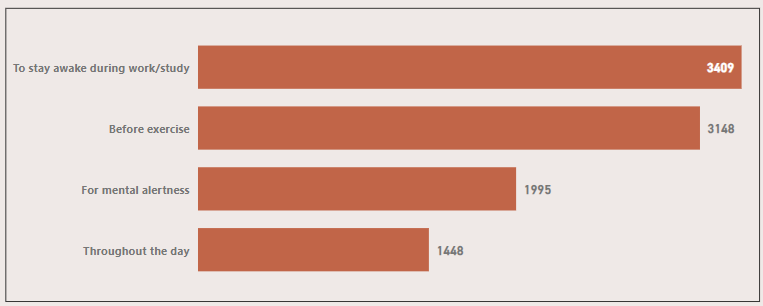 To stay awake during work/study 3409
Before exercise 3148
For mental alertness 1995
Throughout the day 1448